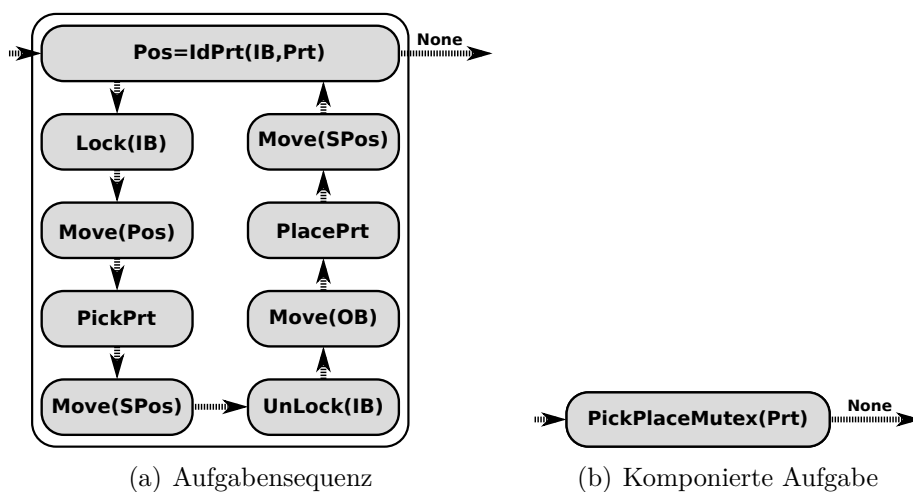 Pos=IdPrt(IB,Prt)
None
Lock(IB)
Move(SPos)
Move(Pos)
PlacePrt
PickPrt
Move(OB)
Move(SPos)
UnLock(IB)
PickPlaceMutex(Prt)
None
(a) Aufgabensequenz
(b) Komponierte Aufgabe